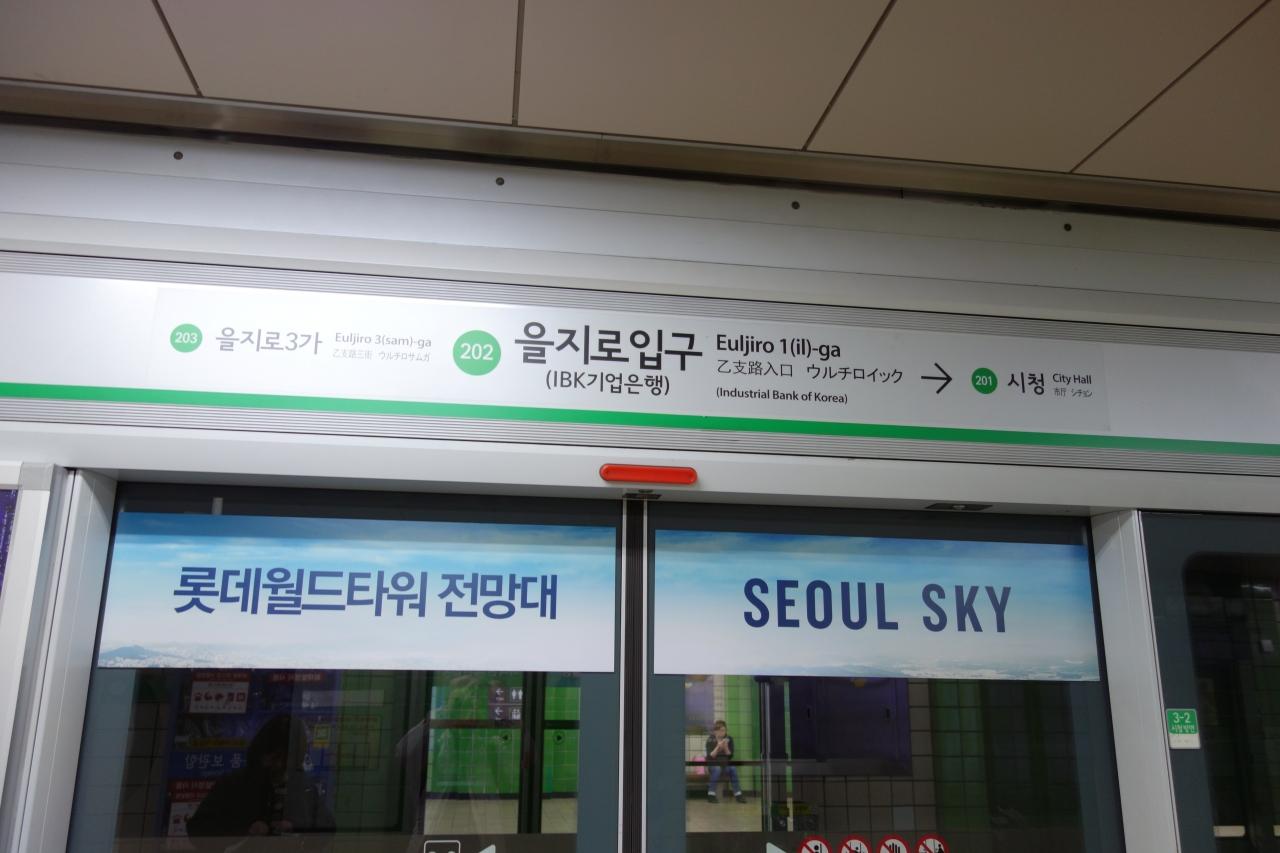 203 을지로3가 Euljiro 3(sam)-ga
乙支路三街 ウルチロサムガ
202 을지로입구 Euljiro 1(il)-ga
(IBK기업은행) 乙支路入口 ウルチロイック
(Industrial Bank of Korea)
→ 201 시청 City Hall
市庁 シチョン
롯데월드타워 전망대
SEOUL SKY
3-2
시청방면